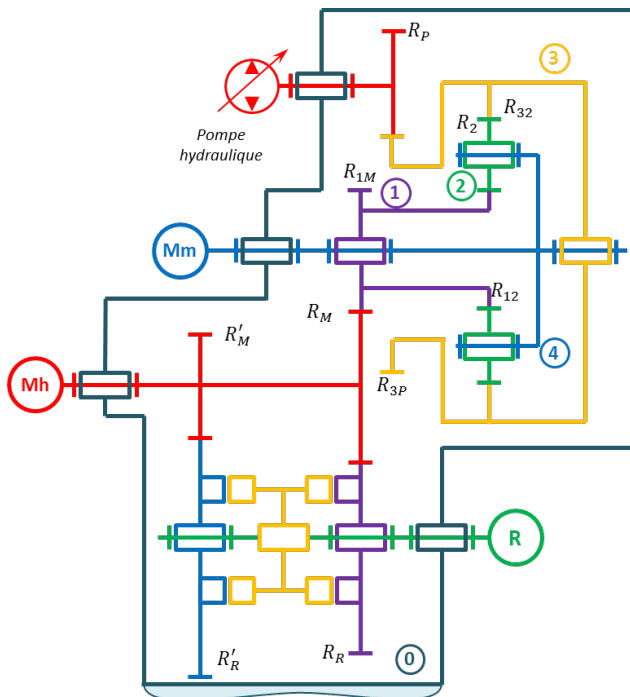 R_P
3
Pompe
hydraulique
R_32
R_2
R_1M
1
2
Mm
R_12
R_M
R'_M
4
Mh
R_3P
R
R'_R
R_R
0